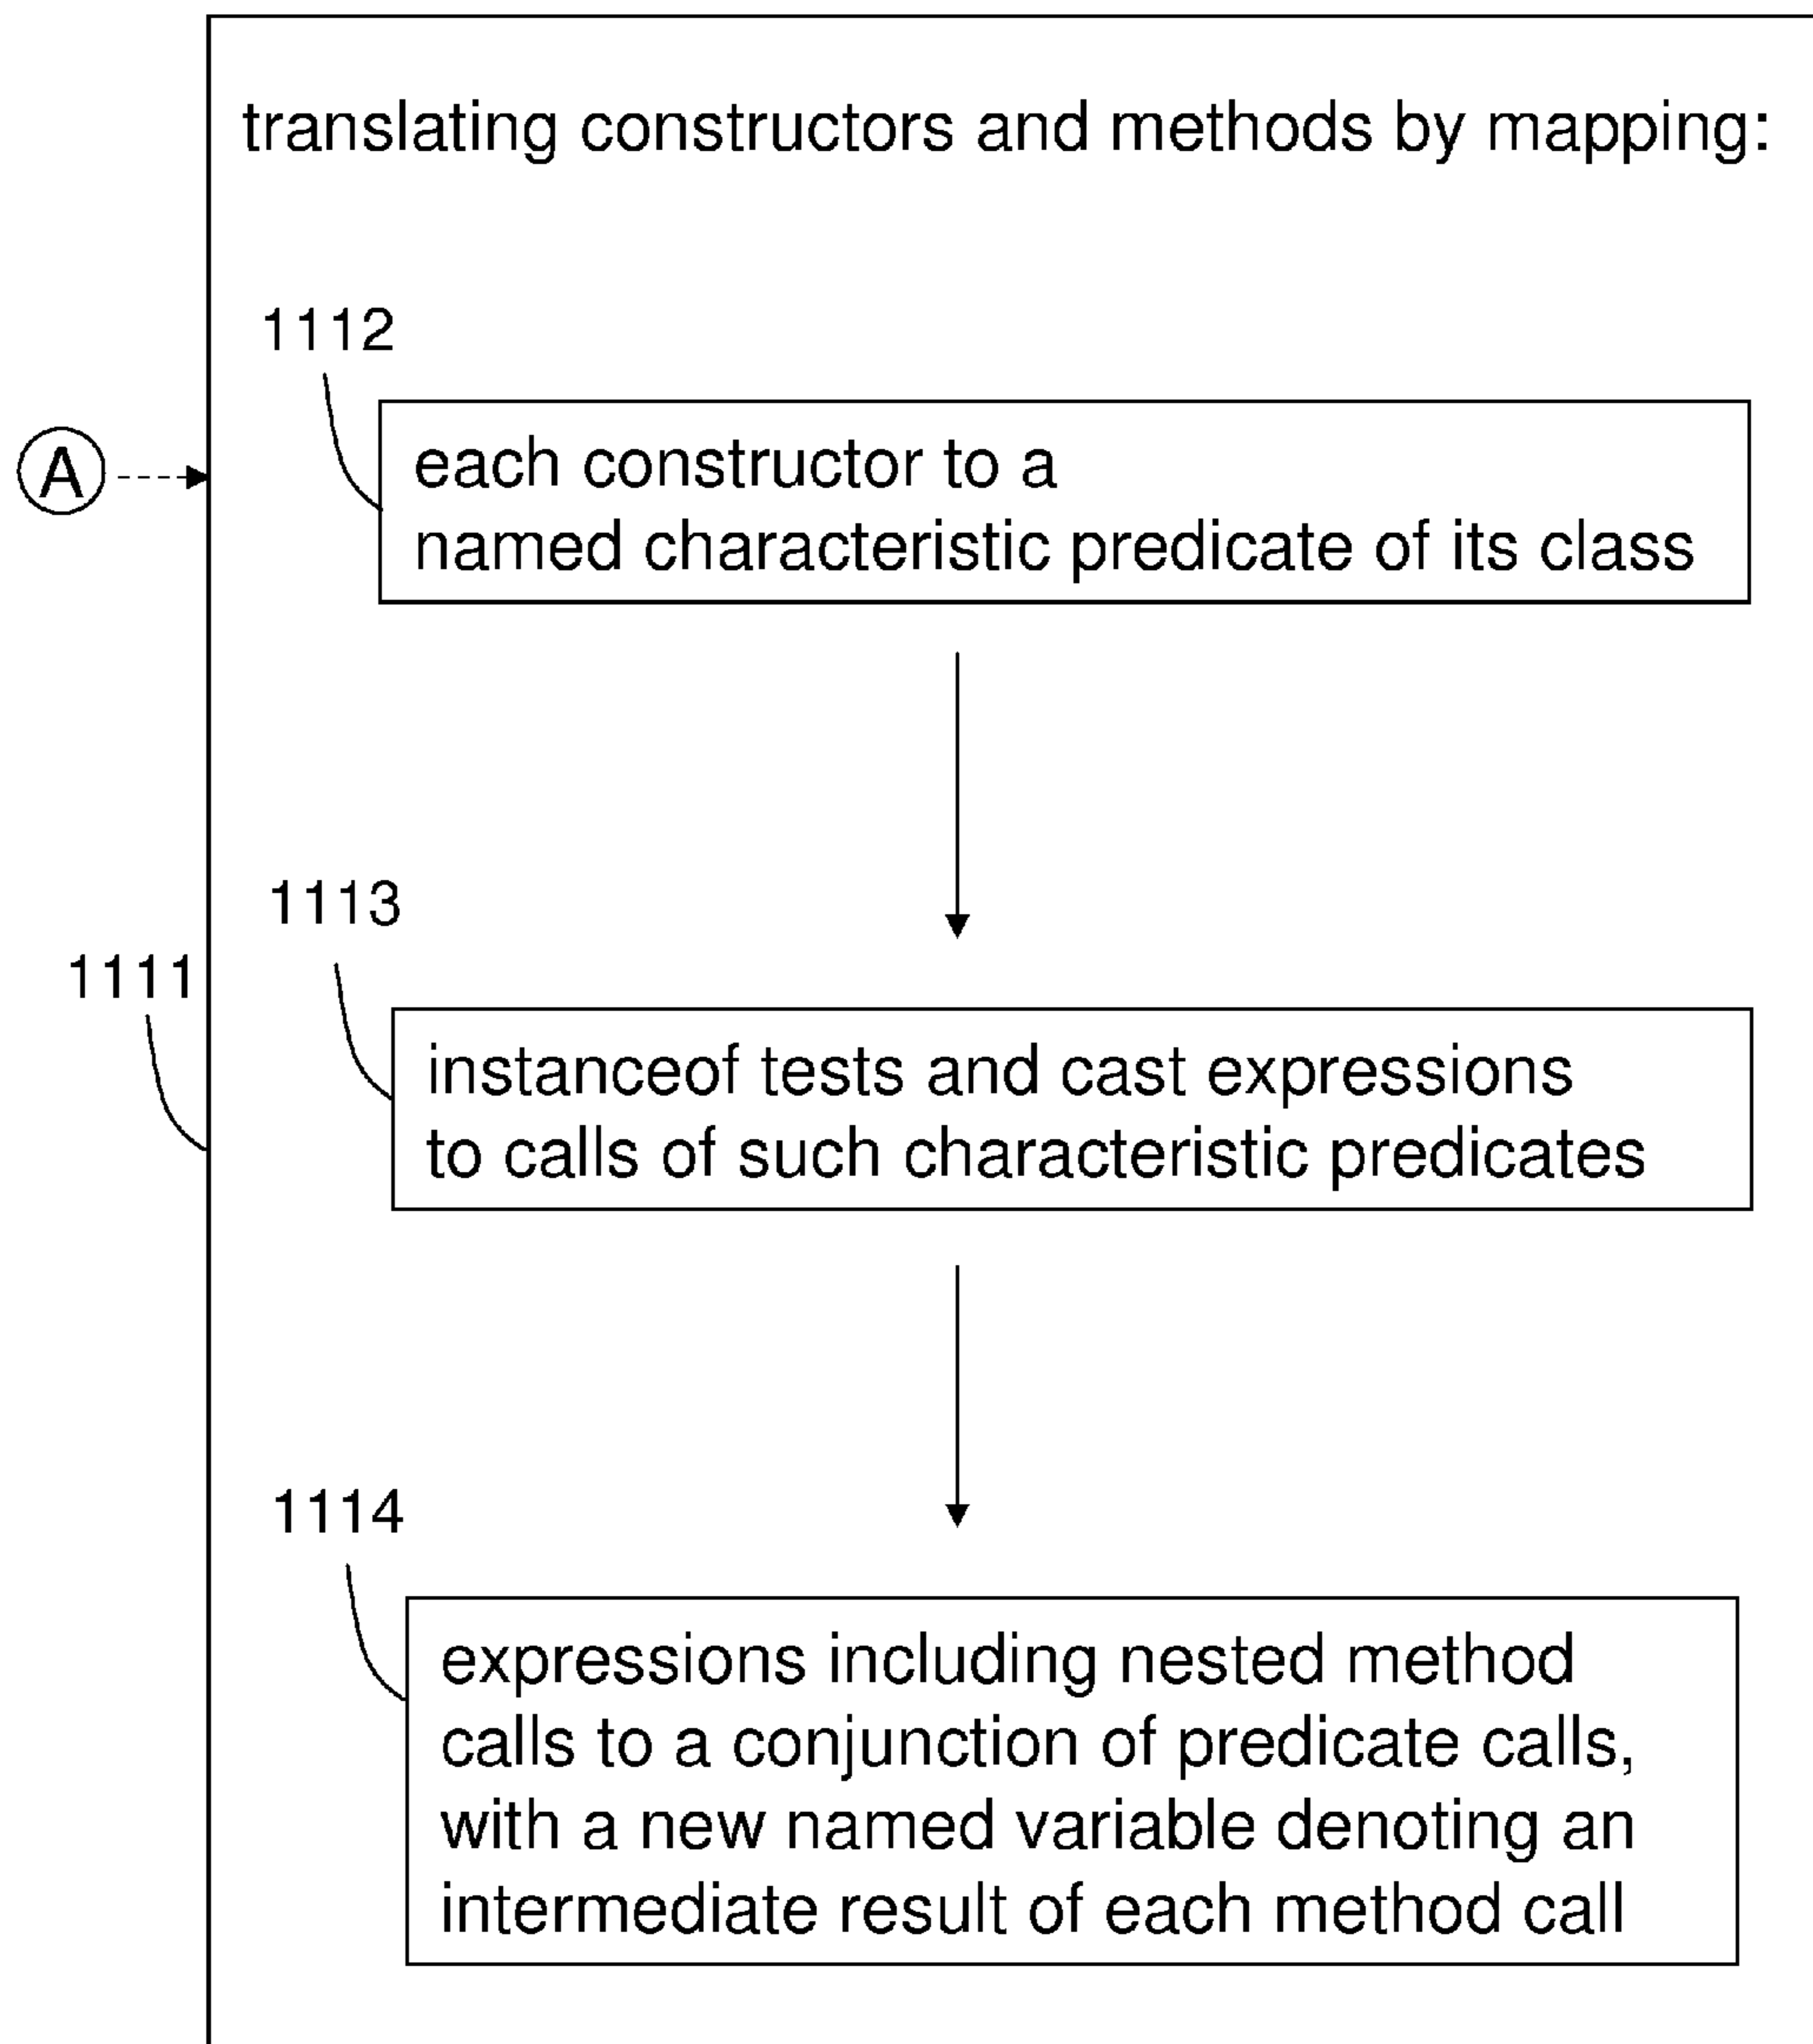 translating constructors and methods by mapping:
1112
each constructor to a
named characteristic predicate of its class
A
1113
1111
instanceof tests and cast expressions
to calls of such characteristic predicates
1114
expressions including nested method
calls to a conjunction of predicate calls,
with a new named variable denoting an
intermediate result of each method call